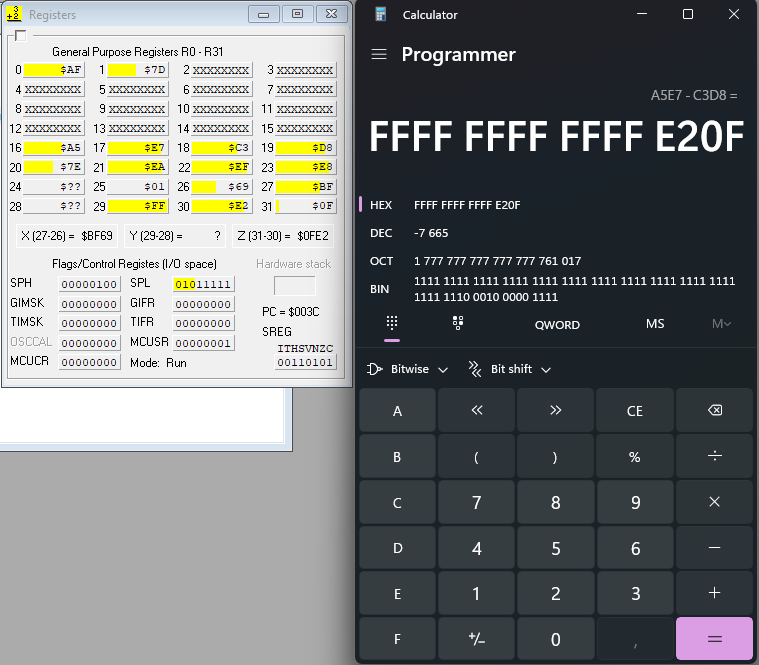 Registers
General Purpose Registers R0 - R31
0 $AF 1 $7D 2 XXXXXXXX 3 XXXXXXXX
4 XXXXXXXX 5 XXXXXXXX 6 XXXXXXXX 7 XXXXXXXX
8 XXXXXXXX 9 XXXXXXXX 10 XXXXXXXX 11 XXXXXXXX
12 XXXXXXXX 13 XXXXXXXX 14 XXXXXXXX 15 XXXXXXXX
16 $A5 17 $E7 18 $C3 19 $D8
20 $7E 21 $EA 22 $EF 23 $E8
24 $?? 25 $01 26 $69 27 $BF
28 $?? 29 $FF 30 $E2 31 $0F
X (27-26) = $BF69 Y (29-28) = ? Z (31-30) = $0FE2
Flags/Control Registes (I/O space) Hardware stack
SPH 00000100 SPL 01011111
GIMSK 00000000 GIFR 00000000
TIMSK 00000000 TIFR 00000000
OSCCAL 00000000 MCUSR 00000001
MCUCR 00000000 Mode: Run
PC = $003C
SREG
ITHSVNZC
00110101
Calculator
Programmer
A5E7 - C3D8 =
FFFF FFFF FFFF E20F
HEX FFFF FFFF FFFF E20F
DEC -7 665
OCT 1 777 777 777 777 777 761 017
BIN 1111 1111 1111 1111 1111 1111 1111 1111 1111 1111 1111
1111 1110 0010 0000 1111
QWORD MS M
Bitwise Bit shift
A « » CE
B ( ) % ÷
C 7 8 9 ×
D 4 5 6 −
E 1 2 3 +
F +/− 0 , =